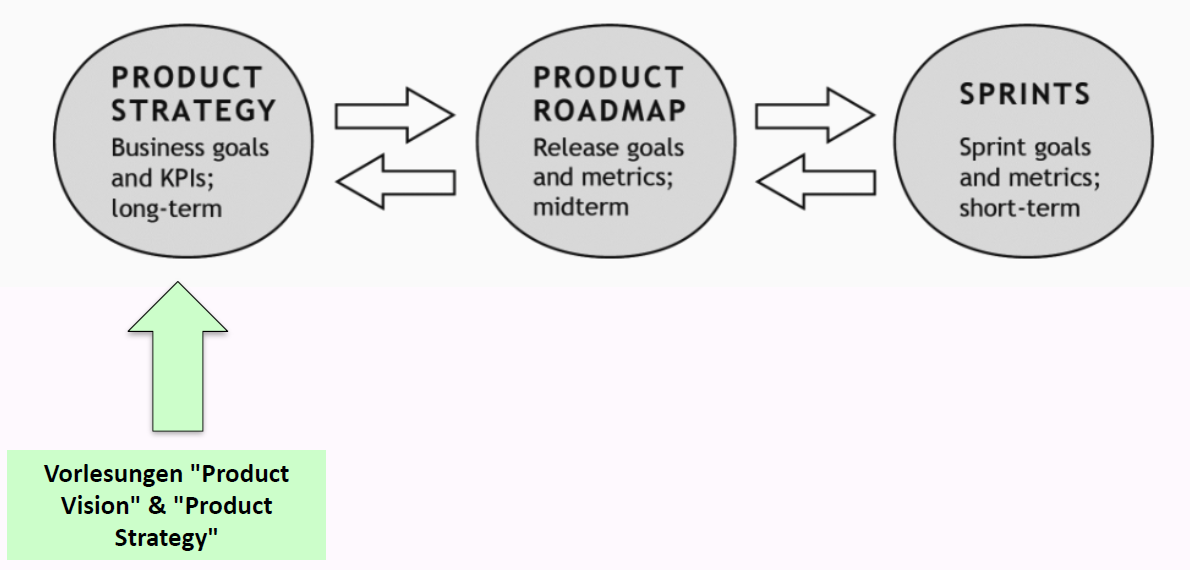 PRODUCT
STRATEGY
Business goals
and KPIs;
long-term
PRODUCT
ROADMAP
Release goals
and metrics;
midterm
SPRINTS
Sprint goals
and metrics;
short-term
Vorlesungen "Product
Vision" & "Product
Strategy"